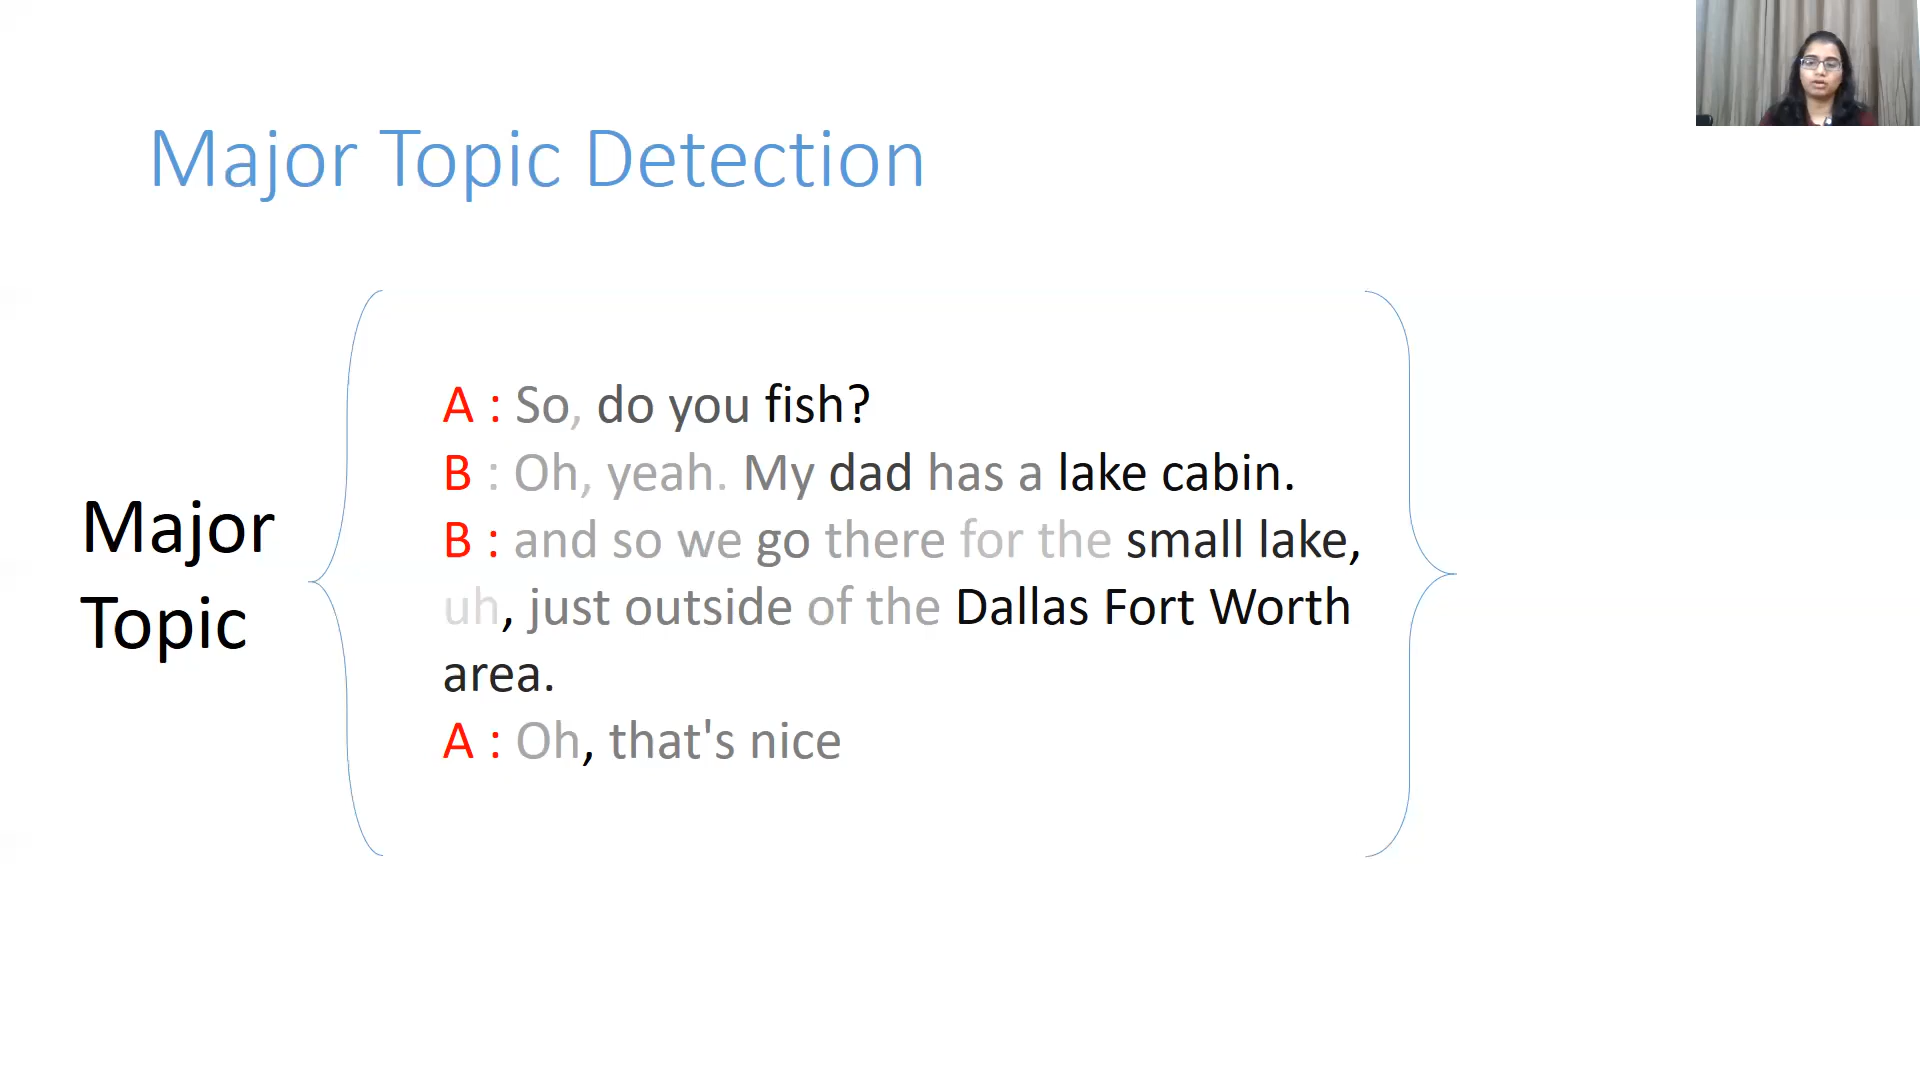 Major Topic Detection
Major
Topic
A : So, do you fish?
B : Oh, yeah. My dad has a lake cabin.
B : and so we go there for the small lake,
uh, just outside of the Dallas Fort Worth
area.
A : Oh, that's nice